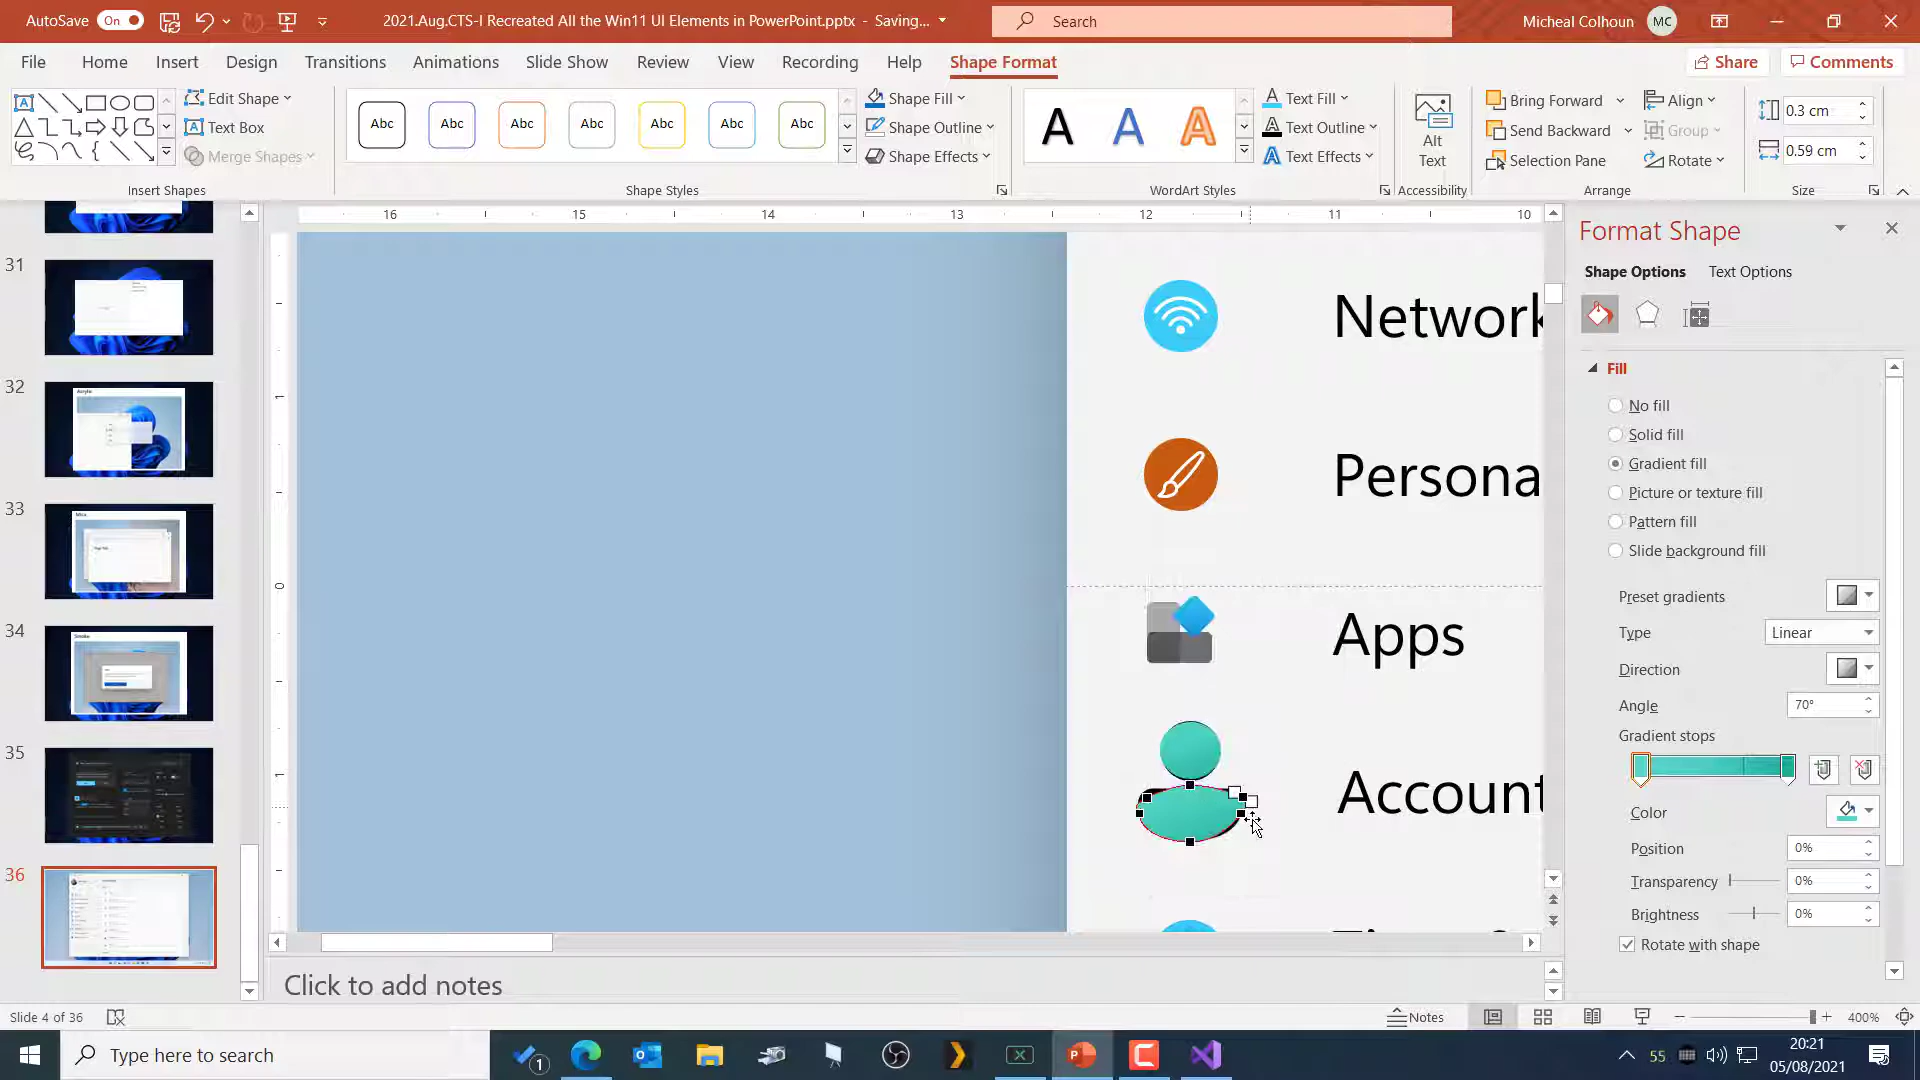 AutoSave On 2021.Aug.CTS-I Recreated All the Win11 UI Elements in PowerPoint.pptx - Saving... Search Micheal Colhoun MC
File Home Insert Design Transitions Animations Slide Show Review View Recording Help Shape Format Share Comments
Edit Shape
Text Box
Merge Shapes
Insert Shapes
Abc Abc Abc Abc Abc Abc Abc
Shape Fill
Shape Outline
Shape Effects
Shape Styles
A A A
Text Fill
Text Outline
Text Effects
WordArt Styles
Alt Text
Accessibility
Bring Forward
Send Backward
Selection Pane
Align
Group
Rotate
Arrange
0.3 cm
0.59 cm
Size
31
32
33
34
35
36
16 15 14 13 12 11 10
1
0
1
Network
Persona
Apps
Account
Click to add notes
Format Shape
Shape Options Text Options
Fill
No fill
Solid fill
Gradient fill
Picture or texture fill
Pattern fill
Slide background fill
Preset gradients
Type Linear
Direction
Angle 70°
Gradient stops
Color
Position 0%
Transparency 0%
Brightness 0%
Rotate with shape
Slide 4 of 36
Notes
400%
Type here to search
1
55
20:21
05/08/2021